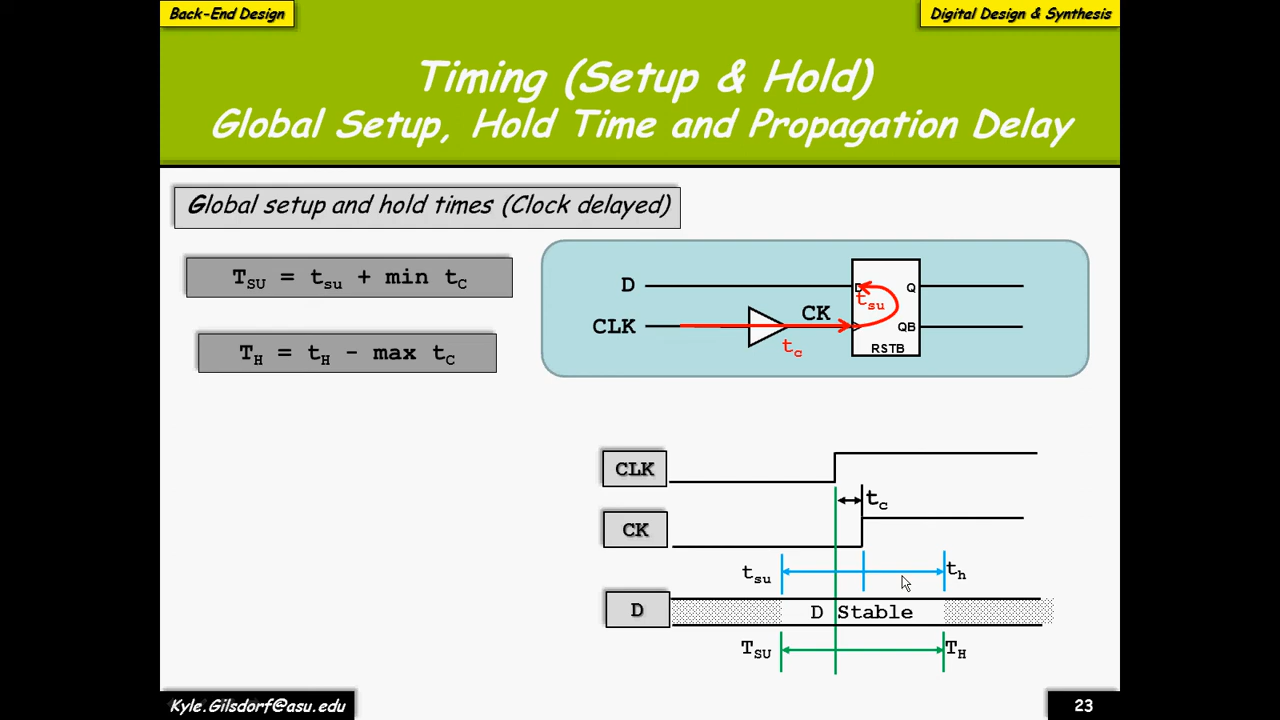 Back-End Design
Digital Design & Synthesis
Timing (Setup & Hold)
Global Setup, Hold Time and Propagation Delay
Global setup and hold times (Clock delayed)
T_SU = t_su + min t_C
T_H = t_H - max t_C
D
CLK
CK
t_c
D
t_su
Q
QB
RSTB
CLK
t_c
CK
t_su
t_h
D
D Stable
T_SU
T_H
Kyle.Gilsdorf@asu.edu
23